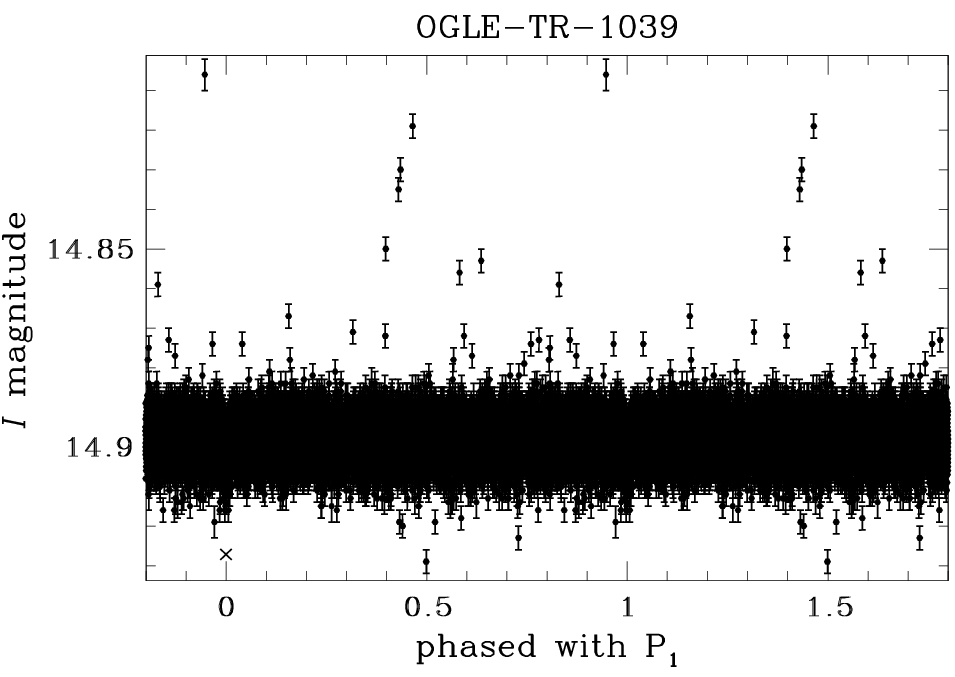 OGLE-TR-1039
I magnitude
14.85
14.9
0 0.5 1 1.5
phased with P₁